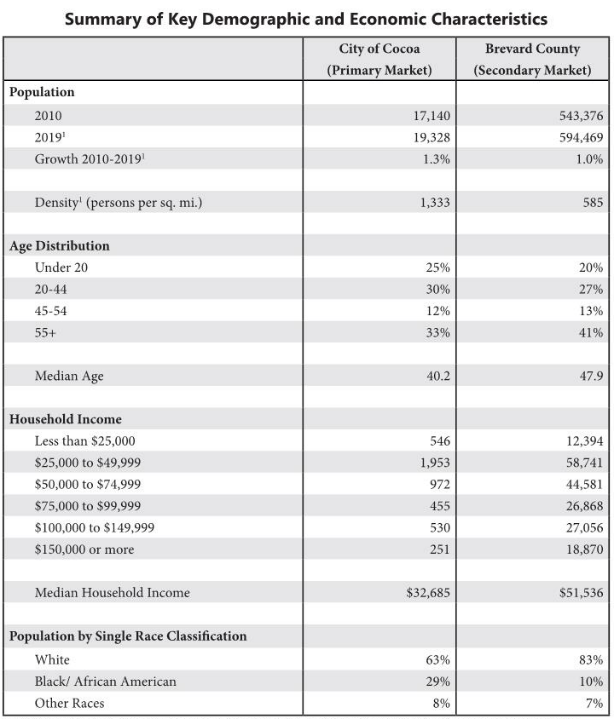 Summary of Key Demographic and Economic Characteristics
City of Cocoa Brevard County
(Primary Market) (Secondary Market)
Population
2010 17,140 543,376
2019¹ 19,328 594,469
Growth 2010-2019¹ 1.3% 1.0%
Density¹ (persons per sq. mi.) 1,333 585
Age Distribution
Under 20 25% 20%
20-44 30% 27%
45-54 12% 13%
55+ 33% 41%
Median Age 40.2 47.9
Household Income
Less than $25,000 546 12,394
$25,000 to $49,999 1,953 58,741
$50,000 to $74,999 972 44,581
$75,000 to $99,999 455 26,868
$100,000 to $149,999 530 27,056
$150,000 or more 251 18,870
Median Household Income $32,685 $51,536
Population by Single Race Classification
White 63% 83%
Black/ African American 29% 10%
Other Races 8% 7%